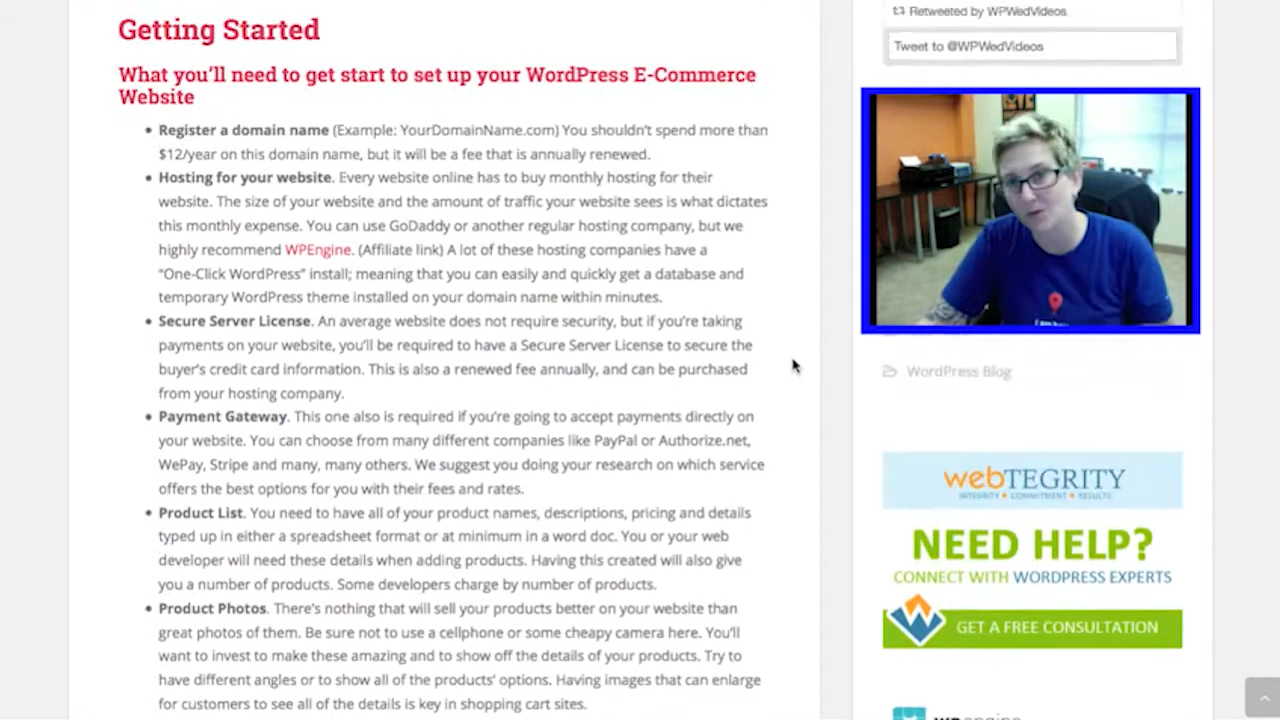 Getting Started
What you'll need to get start to set up your WordPress E-Commerce
Website
• Register a domain name (Example: YourDomainName.com) You shouldn't spend more than
$12/year on this domain name, but it will be a fee that is annually renewed.
• Hosting for your website. Every website online has to buy monthly hosting for their
website. The size of your website and the amount of traffic your website sees is what dictates
this monthly expense. You can use GoDaddy or another regular hosting company, but we
highly recommend WPEngine. (Affiliate link) A lot of these hosting companies have a
"One-Click WordPress" install; meaning that you can easily and quickly get a database and
temporary WordPress theme installed on your domain name within minutes.
• Secure Server License. An average website does not require security, but if you're taking
payments on your website, you'll be required to have a Secure Server License to secure the
buyer's credit card information. This is also a renewed fee annually, and can be purchased
from your hosting company.
• Payment Gateway. This one also is required if you're going to accept payments directly on
your website. You can choose from many different companies like PayPal or Authorize.net,
WePay, Stripe and many, many others. We suggest you doing your research on which service
offers the best options for you with their fees and rates.
• Product List. You need to have all of your product names, descriptions, pricing and details
typed up in either a spreadsheet format or at minimum in a word doc. You or your web
developer will need these details when adding products. Having this created will also give
you a number of products. Some developers charge by number of products.
• Product Photos. There's nothing that will sell your products better on your website than
great photos of them. Be sure not to use a cellphone or some cheapy camera here. You'll
want to invest to make these amazing and to show off the details of your products. Try to
have different angles or to show all of the products' options. Having images that can enlarge
for customers to see all of the details is key in shopping cart sites.
Retweeted by WPWedVideos
Tweet to @WPWedVideos
WordPress Blog
webTEGRITY
INTEGRITY • COMMITMENT • RESULTS
NEED HELP?
CONNECT WITH WORDPRESS EXPERTS
GET A FREE CONSULTATION